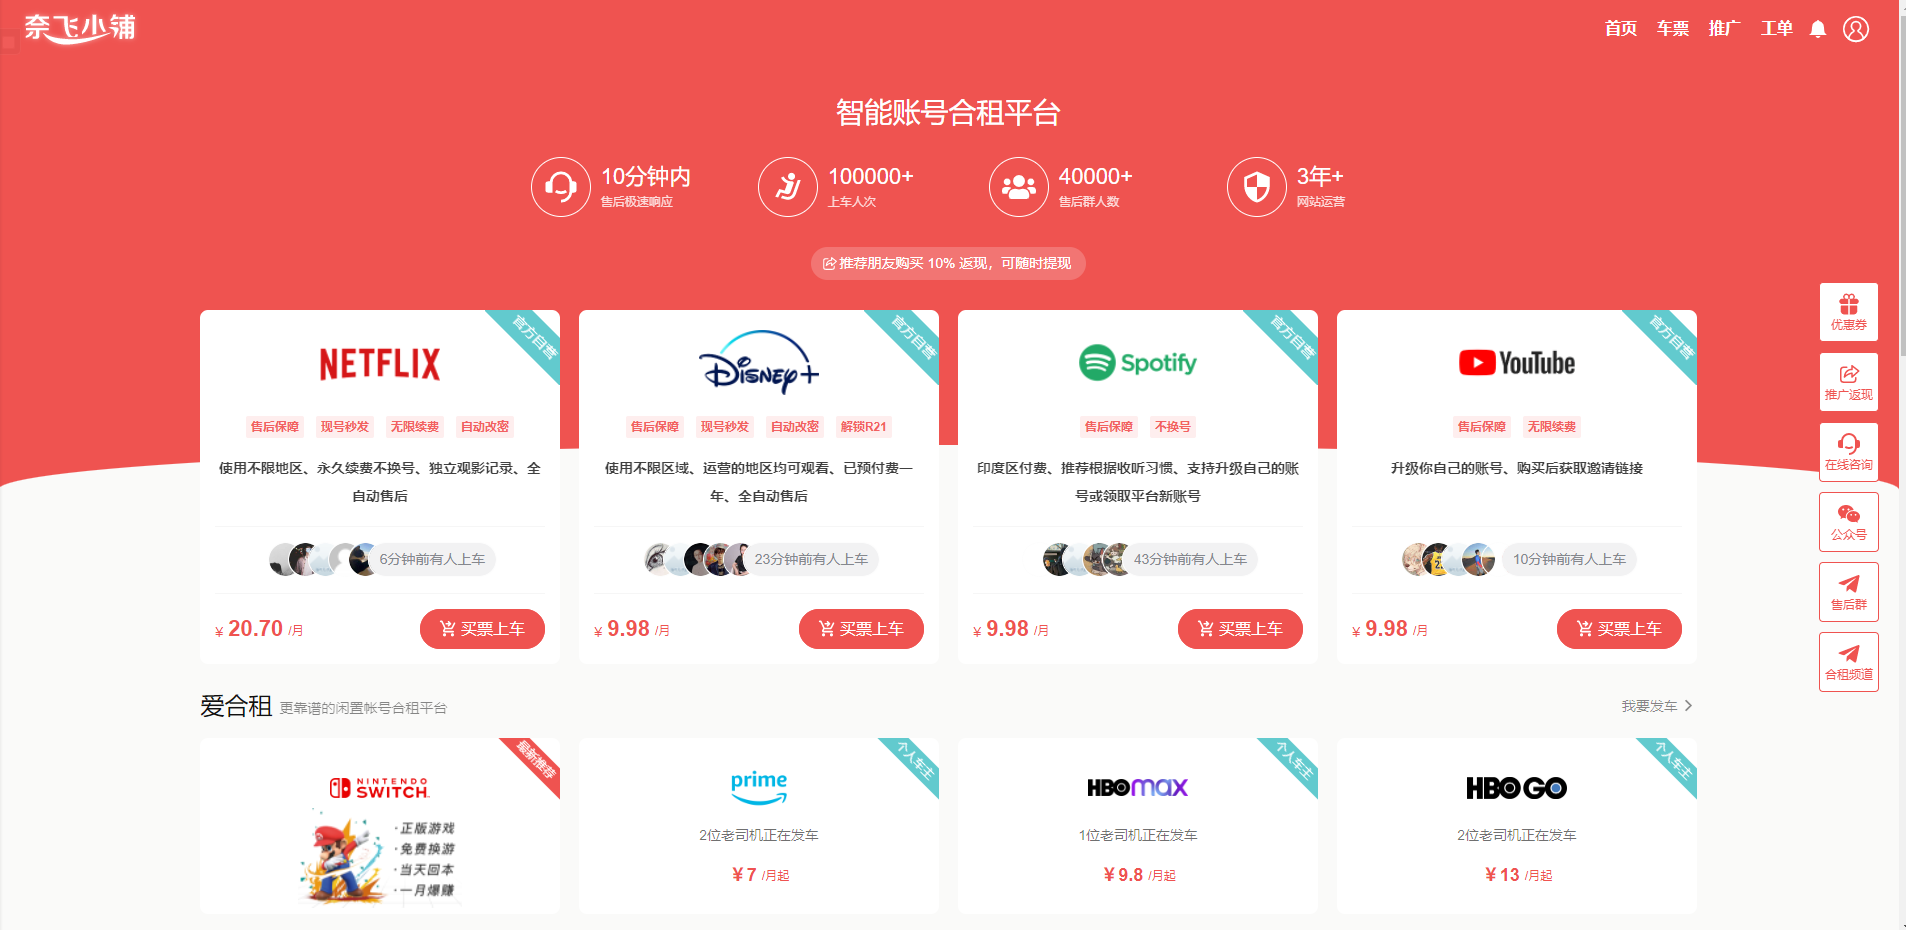 奈飞小铺
首页 车票 推广 工单
智能账号合租平台
10分钟内
售后极速响应
100000+
上车人次
40000+
售后群人数
3年+
网站运营
推荐朋友购买 10% 返现，可随时提现
官方自营
NETFLIX
售后保障 现号秒发 无限续费 自动改密
使用不限地区、永久续费不换号、独立观影记录、全
自动售后
6分钟前有人上车
¥ 20.70 /月
买票上车
官方自营
Disney+
售后保障 现号秒发 自动改密 解锁R21
使用不限区域、运营的地区均可观看、已预付费一
年、全自动售后
23分钟前有人上车
¥ 9.98 /月
买票上车
官方自营
Spotify
售后保障 不换号
印度区付费、推荐根据收听习惯、支持升级自己的账
号或领取平台新账号
43分钟前有人上车
¥ 9.98 /月
买票上车
官方自营
YouTube
售后保障 无限续费
升级你自己的账号、购买后获取邀请链接
10分钟前有人上车
¥ 9.98 /月
买票上车
优惠券
推广返现
在线咨询
公众号
售后群
合租频道
爱合租 更靠谱的闲置帐号合租平台
我要发车
最新推荐
NINTENDO
SWITCH
·正版游戏
·免费换游
·当天回本
·一月爆赚
个人车主
prime
2位老司机正在发车
¥ 7 /月起
个人车主
HBO max
1位老司机正在发车
¥ 9.8 /月起
个人车主
HBO GO
2位老司机正在发车
¥ 13 /月起